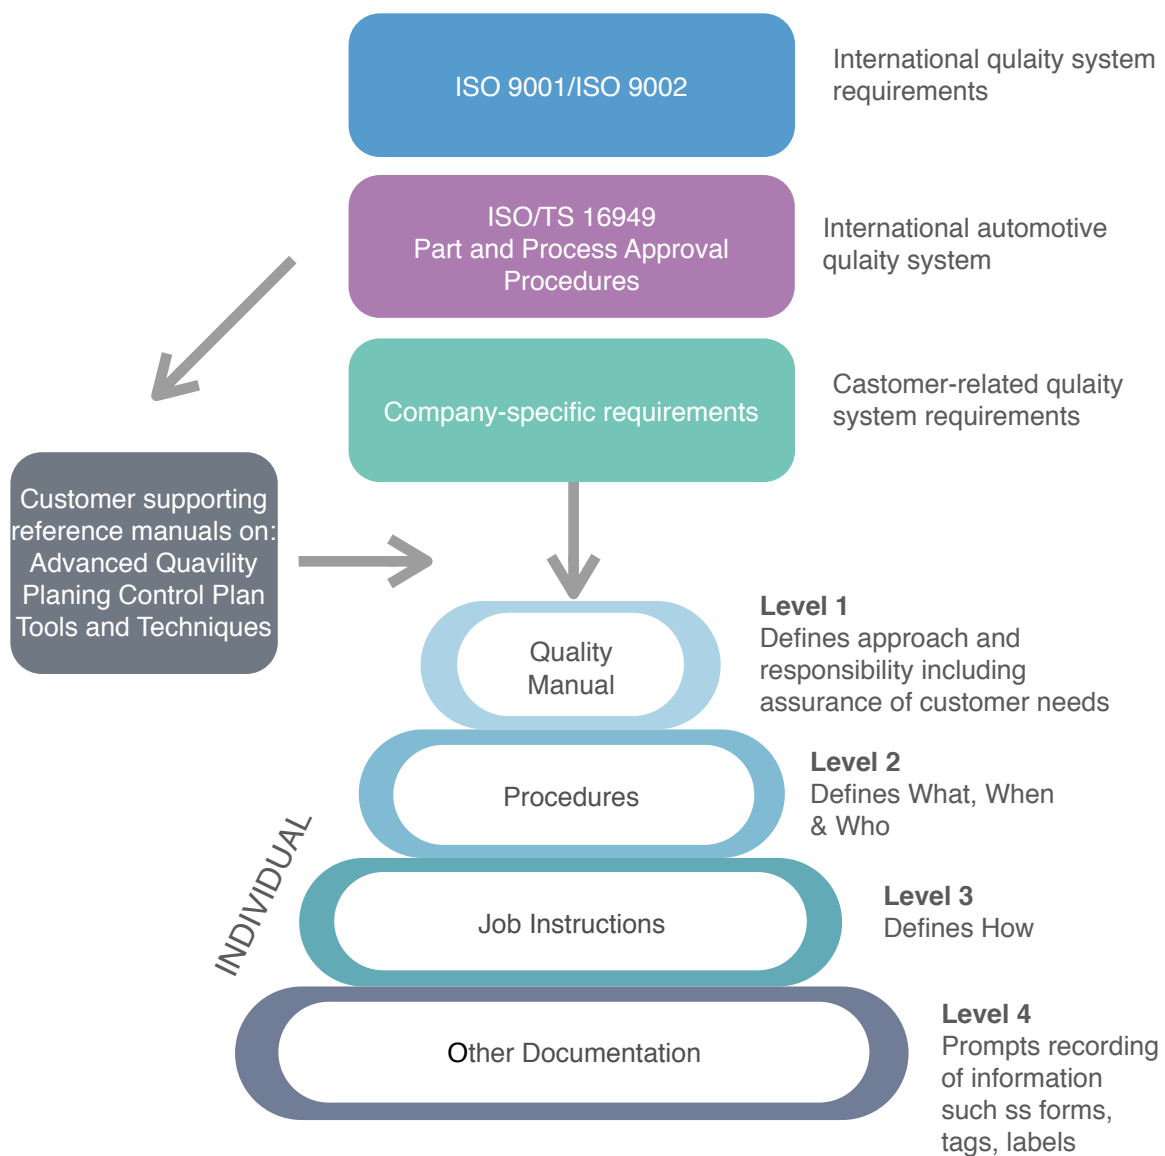 ISO 9001/ISO 9002
International qulaity system
requirements
ISO/TS 16949
Part and Process Approval
Procedures
International automotive
qulaity system
Company-specific requirements
Castomer-related qulaity
system requirements
Customer supporting
reference manuals on:
Advanced Quavility
Planing Control Plan
Tools and Techniques
Quality
Manual
Level 1
Defines approach and
responsibility including
assurance of customer needs
Procedures
Level 2
Defines What, When
& Who
INDIVIDUAL
Job Instructions
Level 3
Defines How
Other Documentation
Level 4
Prompts recording
of information
such ss forms,
tags, labels